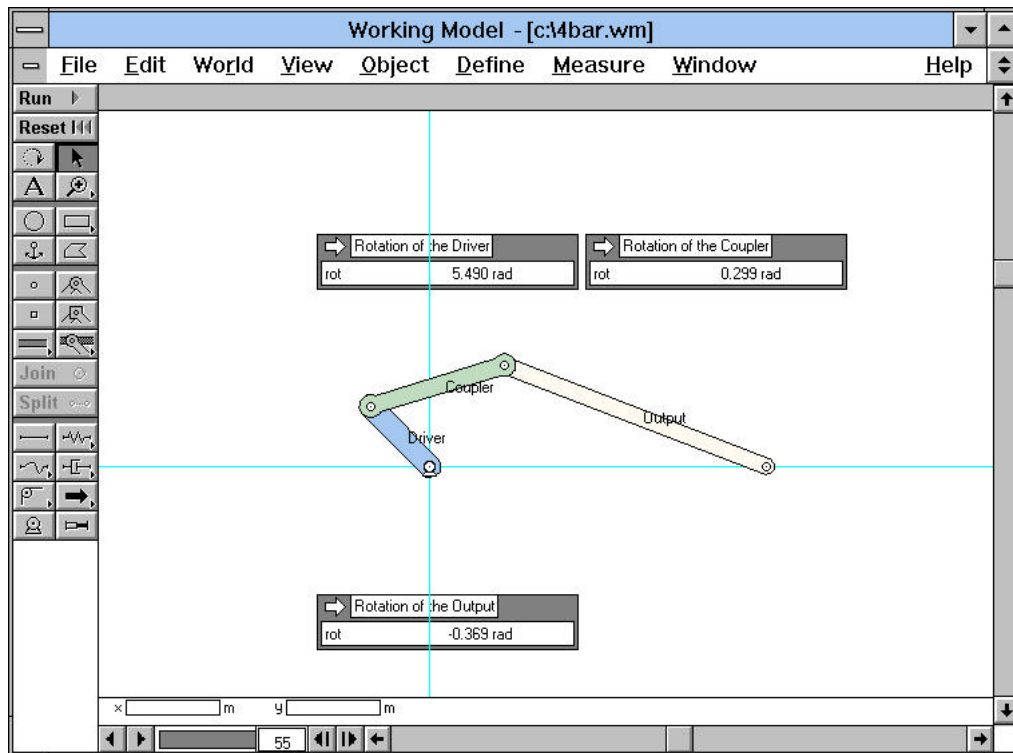 Working Model - [c:\4bar.wm]
File Edit World View Object Define Measure Window Help
Run
Reset
A
Rotation of the Driver
rot 5.490 rad
Rotation of the Coupler
rot 0.299 rad
Join
Split
Coupler
Driver
Output
Rotation of the Output
rot -0.369 rad
x m y m
55